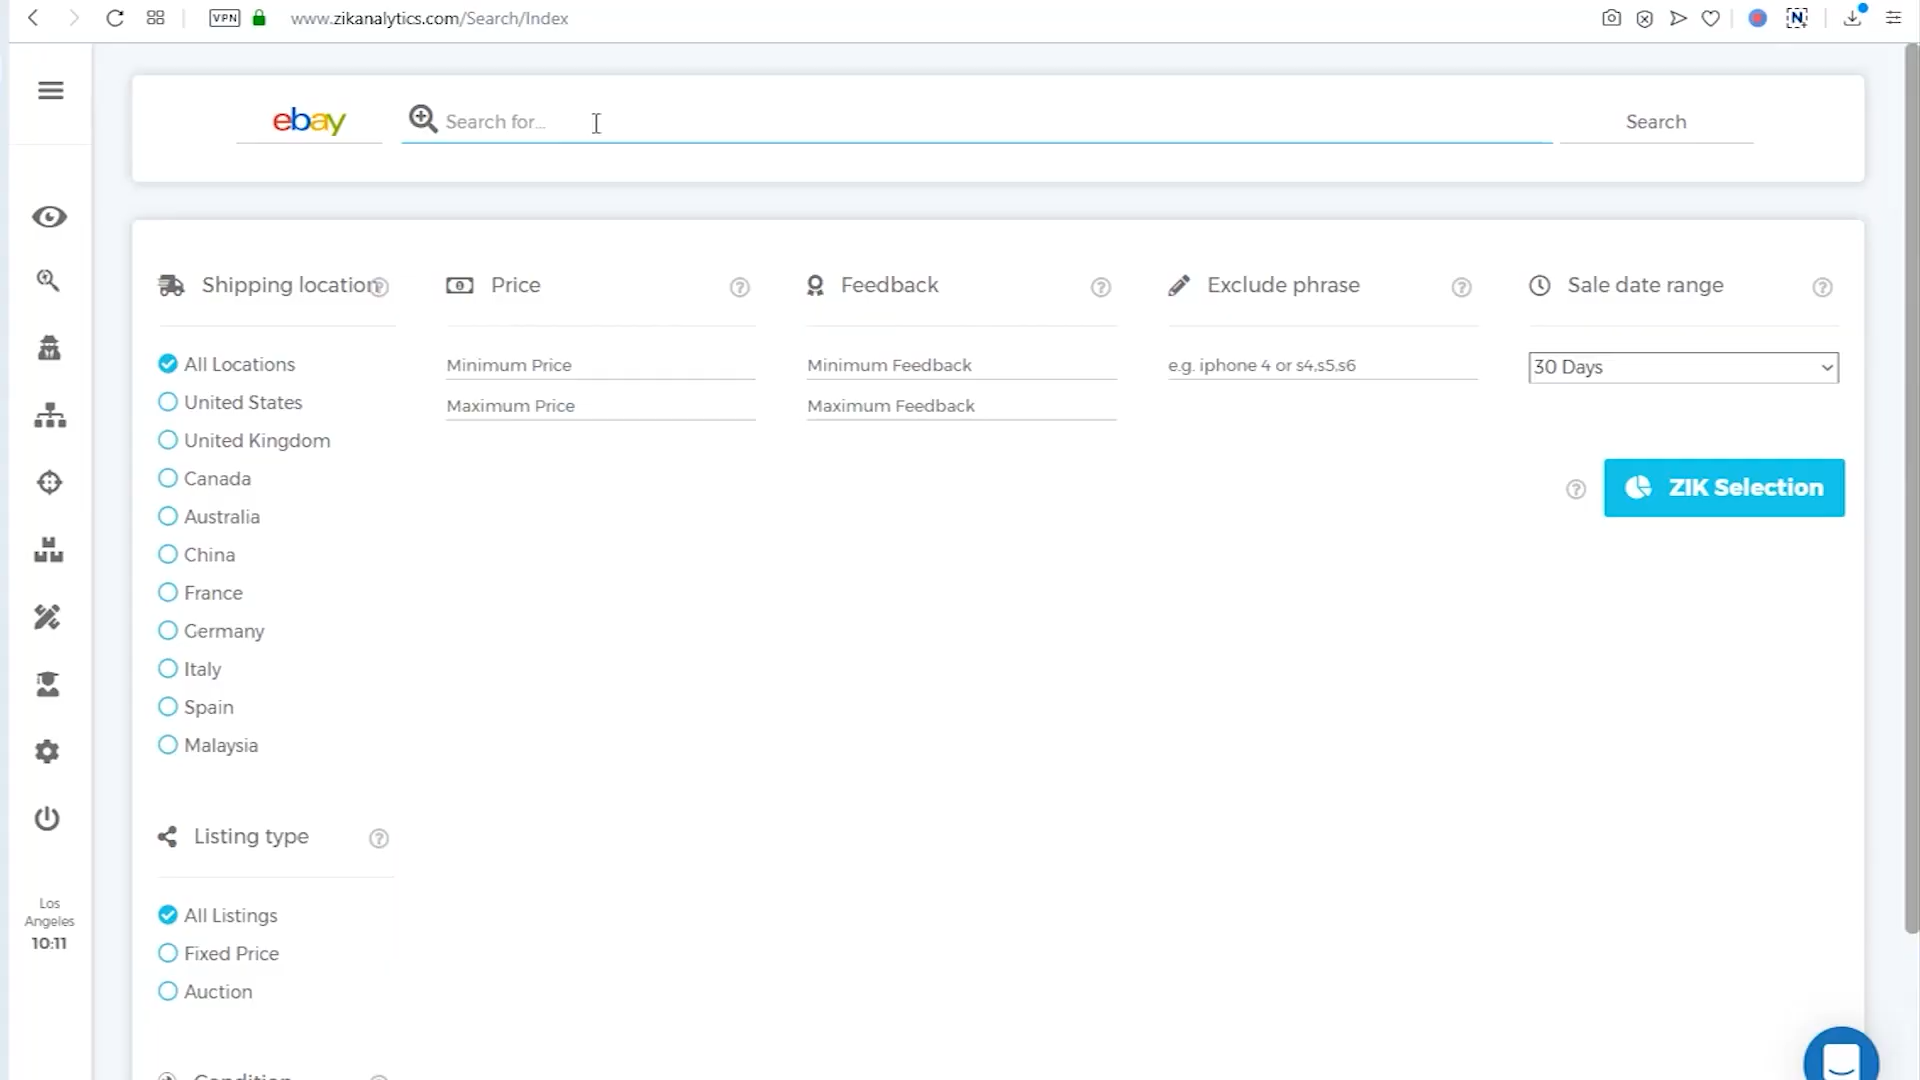 VPN
www.zikanalytics.com/Search/Index
N
ebay
Search for...
Search
Shipping location
Price
Feedback
Exclude phrase
Sale date range
All Locations
United States
United Kingdom
Canada
Australia
China
France
Germany
Italy
Spain
Malaysia
Minimum Price
Maximum Price
Minimum Feedback
Maximum Feedback
e.g. iphone 4 or s4,s5,s6
30 Days
ZIK Selection
Listing type
All Listings
Fixed Price
Auction
Condition
Los
Angeles
10:11